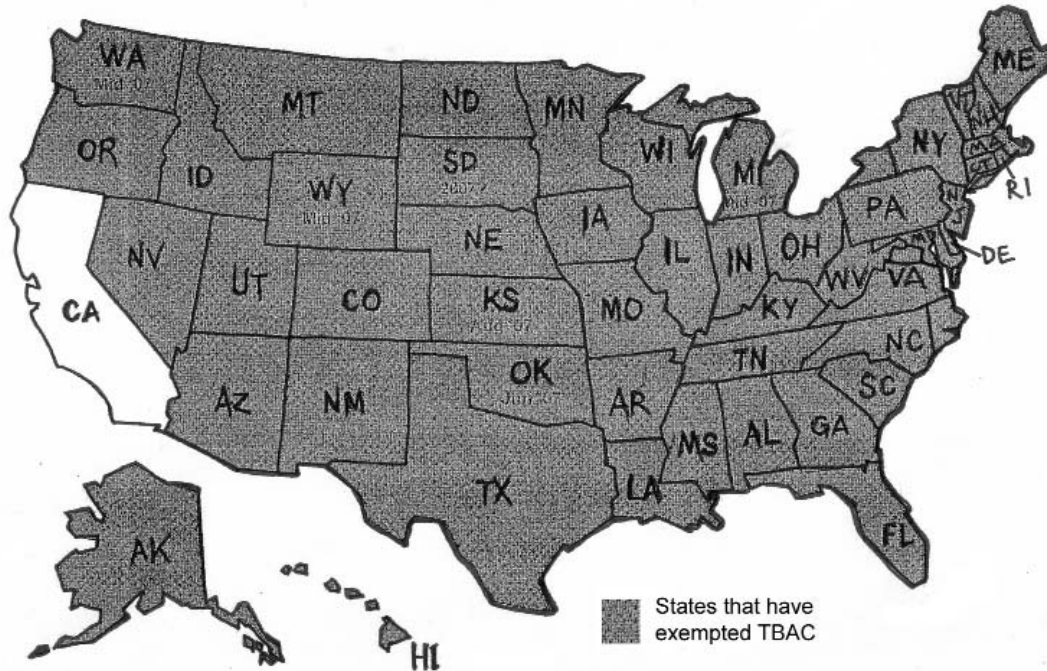 WA
Mid '07
MT
ND
MN
ME
VT
NH
OR
ID
SD
2007
WI
NY
MA
CT
RI
WY
Mid '07
MI
Mid '07
IA
NE
PA
NJ
NV
UT
CO
IL
IN
OH
DE
WV
VA
CA
KS
Aug '07
MO
KY
TN
NC
AZ
NM
OK
Jun '07
AR
SC
MS
AL
GA
TX
LA
FL
AK
HI
States that have
exempted TBAC